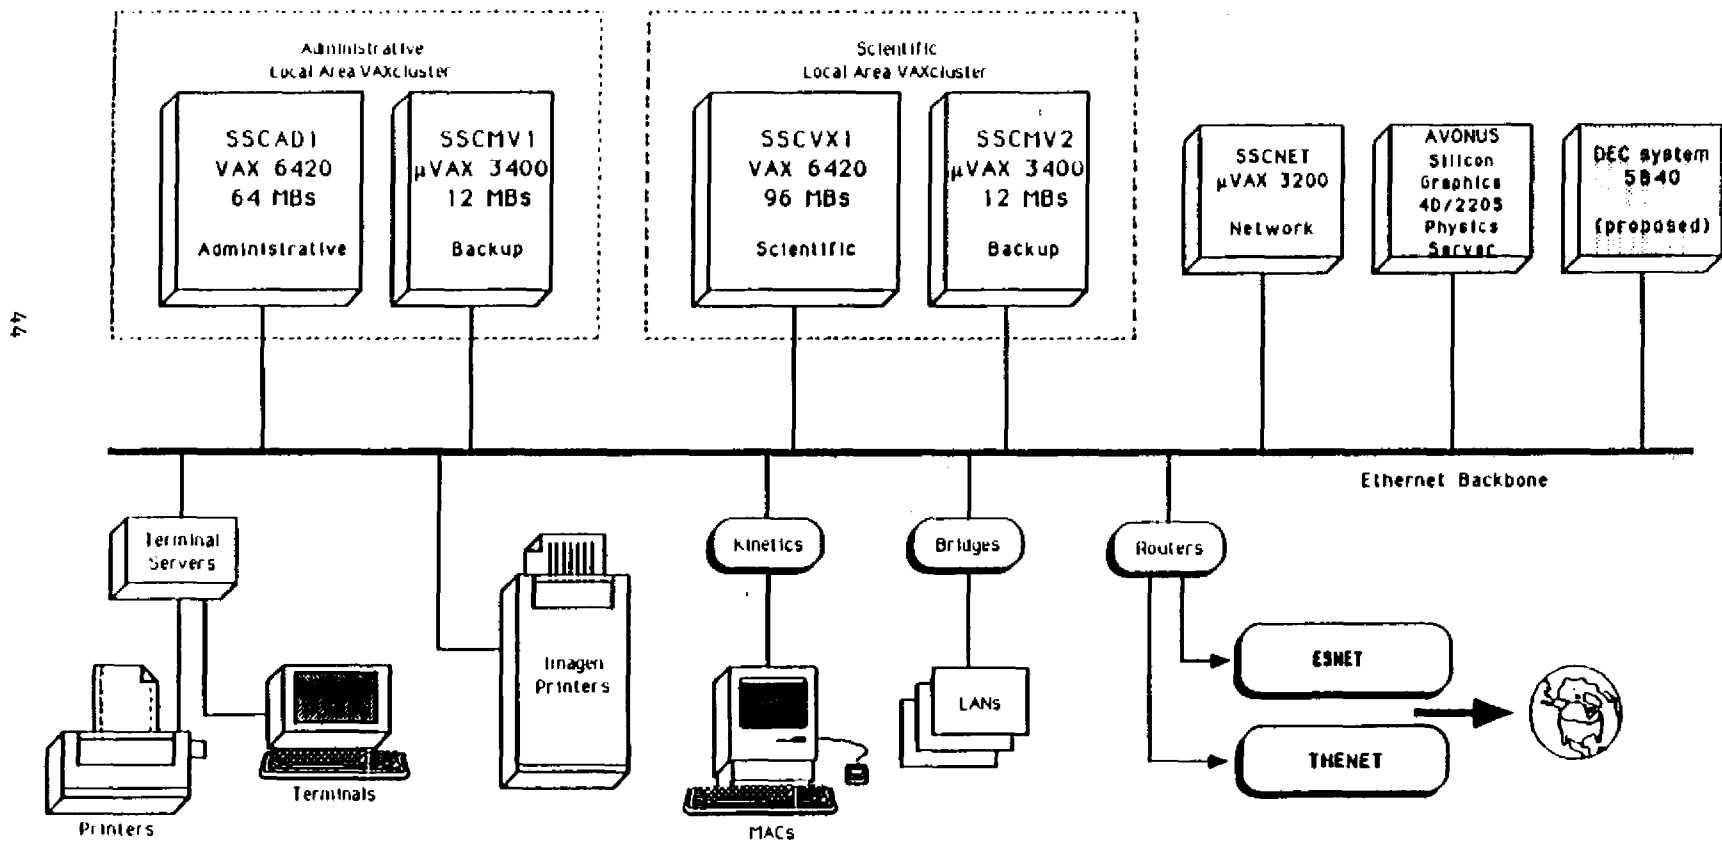 Administrative
Local Area VAXcluster
SSCAD1
VAX 6420
64 MBs
Administrative
SSCMV1
µVAX 3400
12 MBs
Backup
Scientific
Local Area VAXcluster
SSCVX1
VAX 6420
96 MBs
Scientific
SSCMV2
µVAX 3400
12 MBs
Backup
SSCNET
µVAX 3200
Network
AVONUS
Silicon
Graphics
4D/220S
Physics
Server
DEC system
5840
(proposed)
44
Ethernet Backbone
Terminal
Servers
Printers
Terminals
Imagen
Printers
Kinetics
MACs
Bridges
LANs
Routers
ESNET
THENET